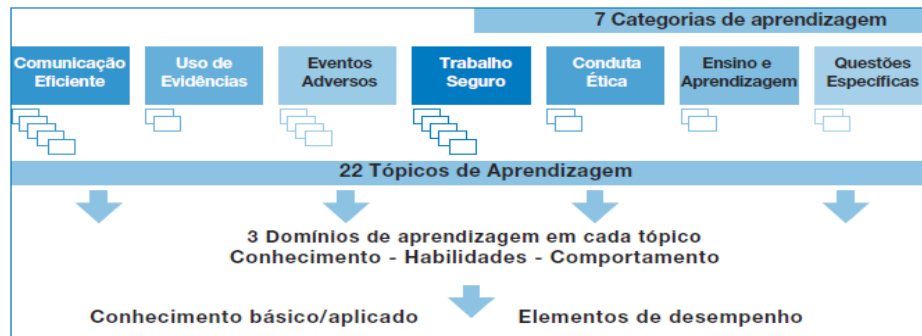 7 Categorias de aprendizagem
Comunicação
Eficiente
Uso de
Evidências
Eventos
Adversos
Trabalho
Seguro
Conduta
Ética
Ensino e
Aprendizagem
Questões
Específicas
22 Tópicos de Aprendizagem
3 Domínios de aprendizagem em cada tópico
Conhecimento - Habilidades - Comportamento
Conhecimento básico/aplicado
Elementos de desempenho